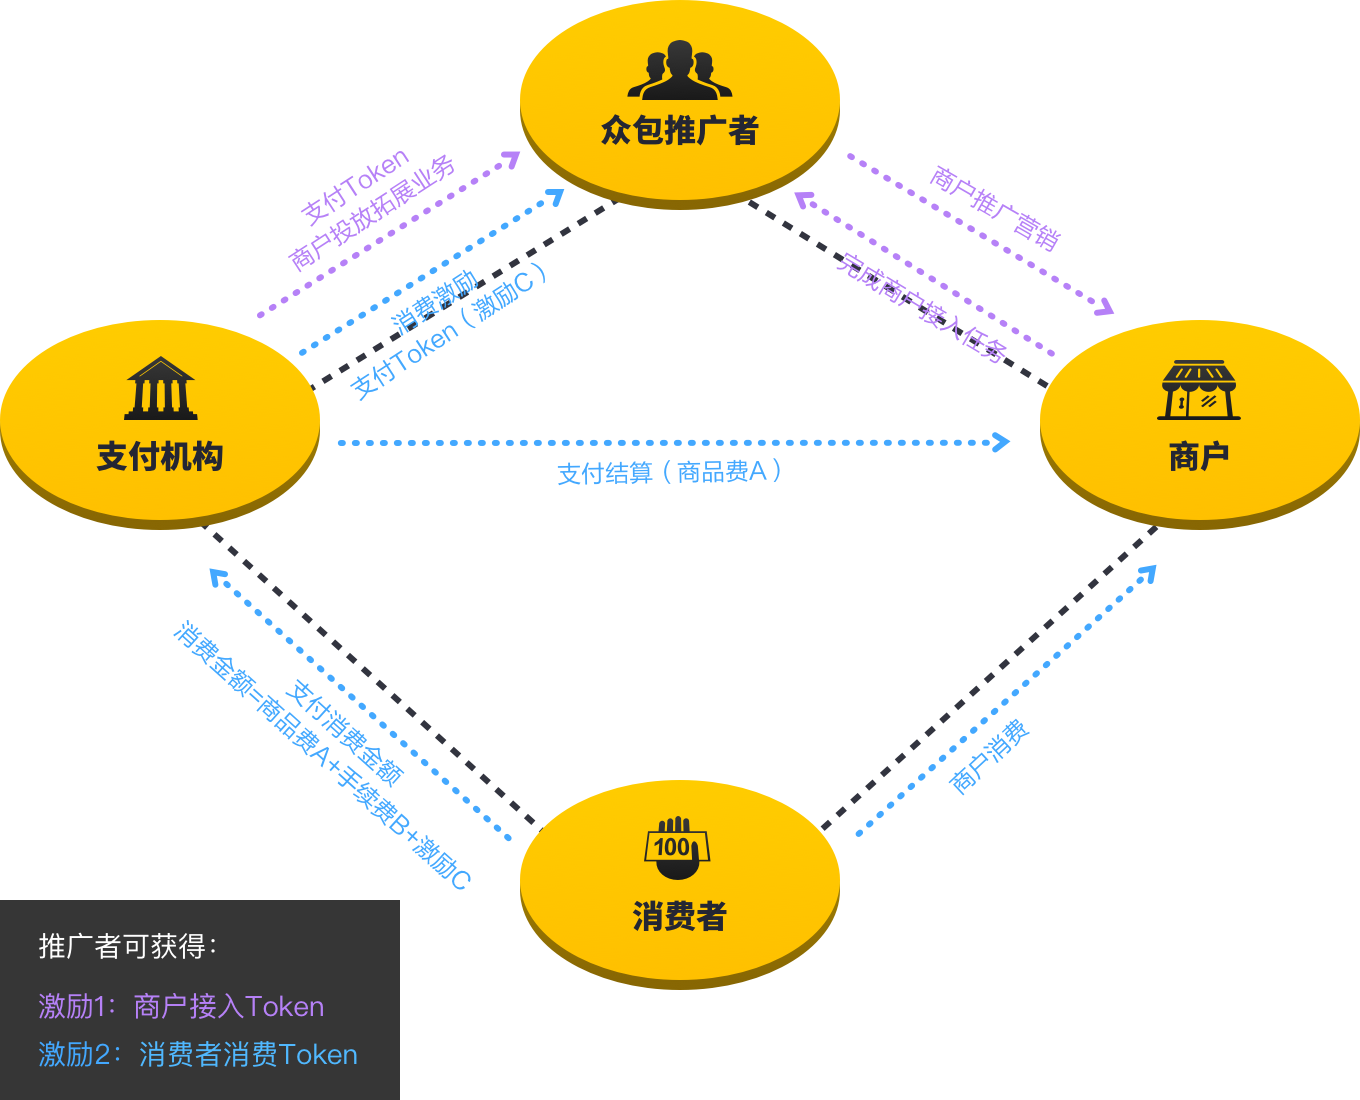 众包推广者
支付Token
商户投放拓展业务
消费激励
支付Token（激励C）
商户推广营销
完成商户接入任务
支付机构
商户
支付结算（商品费A）
支付消费金额
消费金额=商品费A+手续费B+激励C
商户消费
100
消费者
推广者可获得：
激励1：商户接入Token
激励2：消费者消费Token